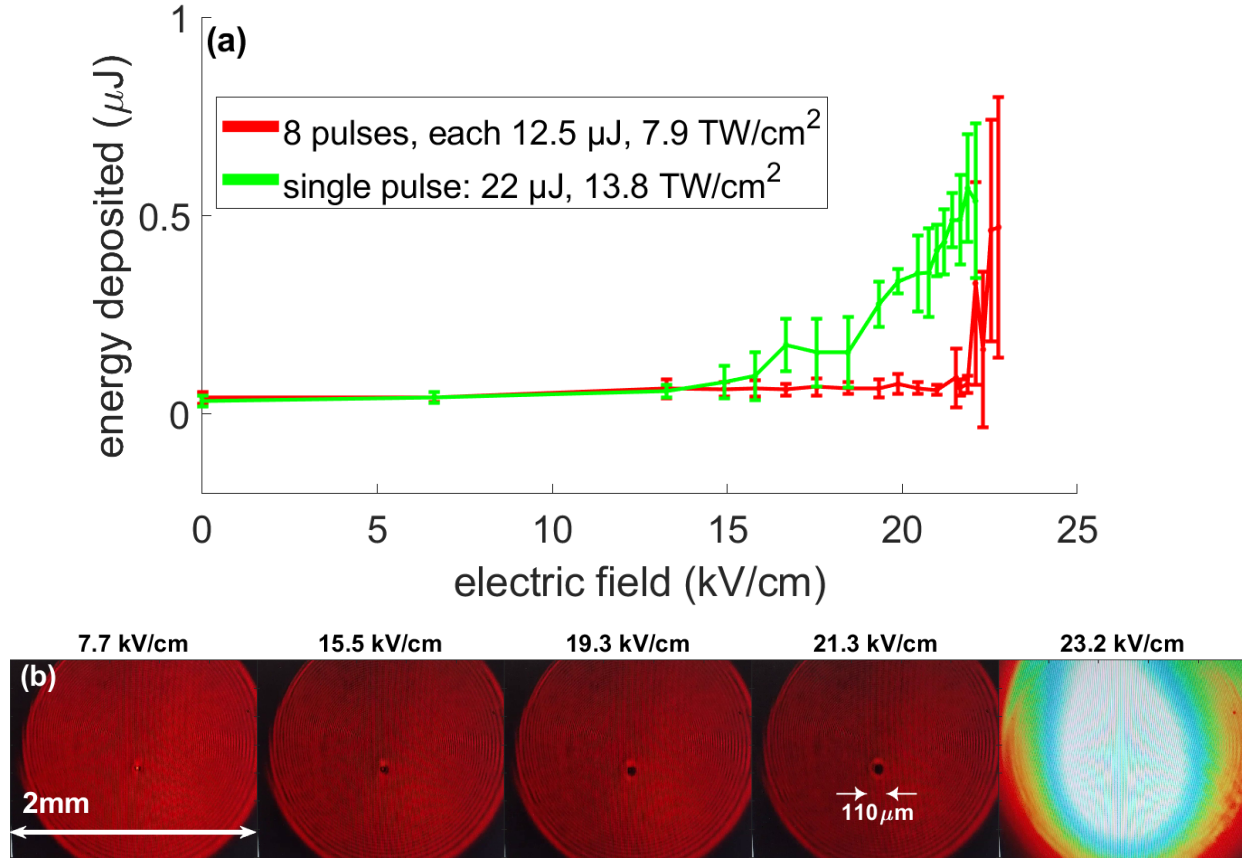 1
(a)
8 pulses, each 12.5 µJ, 7.9 TW/cm²
single pulse: 22 µJ, 13.8 TW/cm²
0.5
0
energy deposited (μJ)
0 5 10 15 20 25
electric field (kV/cm)
7.7 kV/cm 15.5 kV/cm 19.3 kV/cm 21.3 kV/cm 23.2 kV/cm
(b)
2mm
110 μm